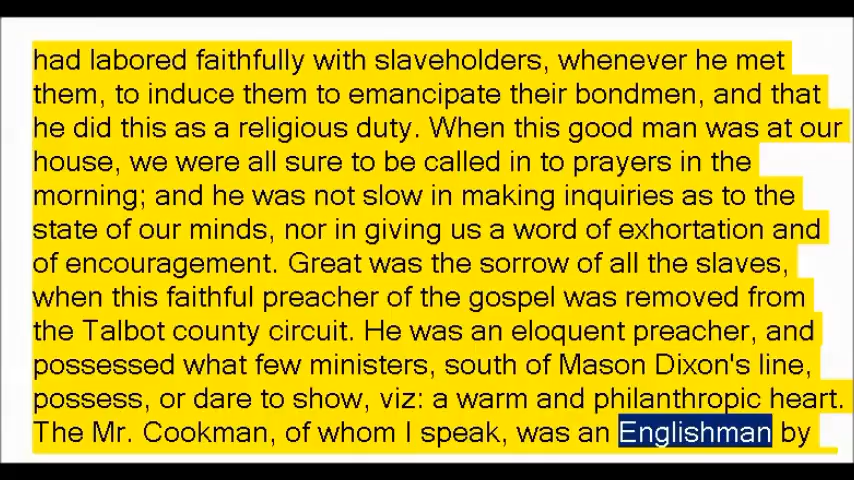 had labored faithfully with slaveholders, whenever he met
them, to induce them to emancipate their bondmen, and that
he did this as a religious duty. When this good man was at our
house, we were all sure to be called in to prayers in the
morning; and he was not slow in making inquiries as to the
state of our minds, nor in giving us a word of exhortation and
of encouragement. Great was the sorrow of all the slaves,
when this faithful preacher of the gospel was removed from
the Talbot county circuit. He was an eloquent preacher, and
possessed what few ministers, south of Mason Dixon's line,
possess, or dare to show, viz: a warm and philanthropic heart.
The Mr. Cookman, of whom I speak, was an Englishman by